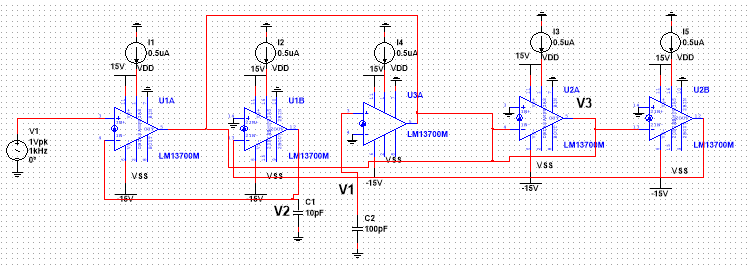 I1
0.5uA
I2
0.5uA
I4
0.5uA
I3
0.5uA
I5
0.5uA
15V
VDD
15V
VDD
15V
VDD
15V
VDD
15V
VDD
U1A
U1B
U3A
U2A
U2B
V3
V1
1Vpk
1kHz
0°
LM13700M
LM13700M
LM13700M
LM13700M
LM13700M
VSS
VSS
VSS
VSS
VSS
-15V
-15V
-15V
-15V
-15V
V1
V2
C1
10pF
C2
100pF